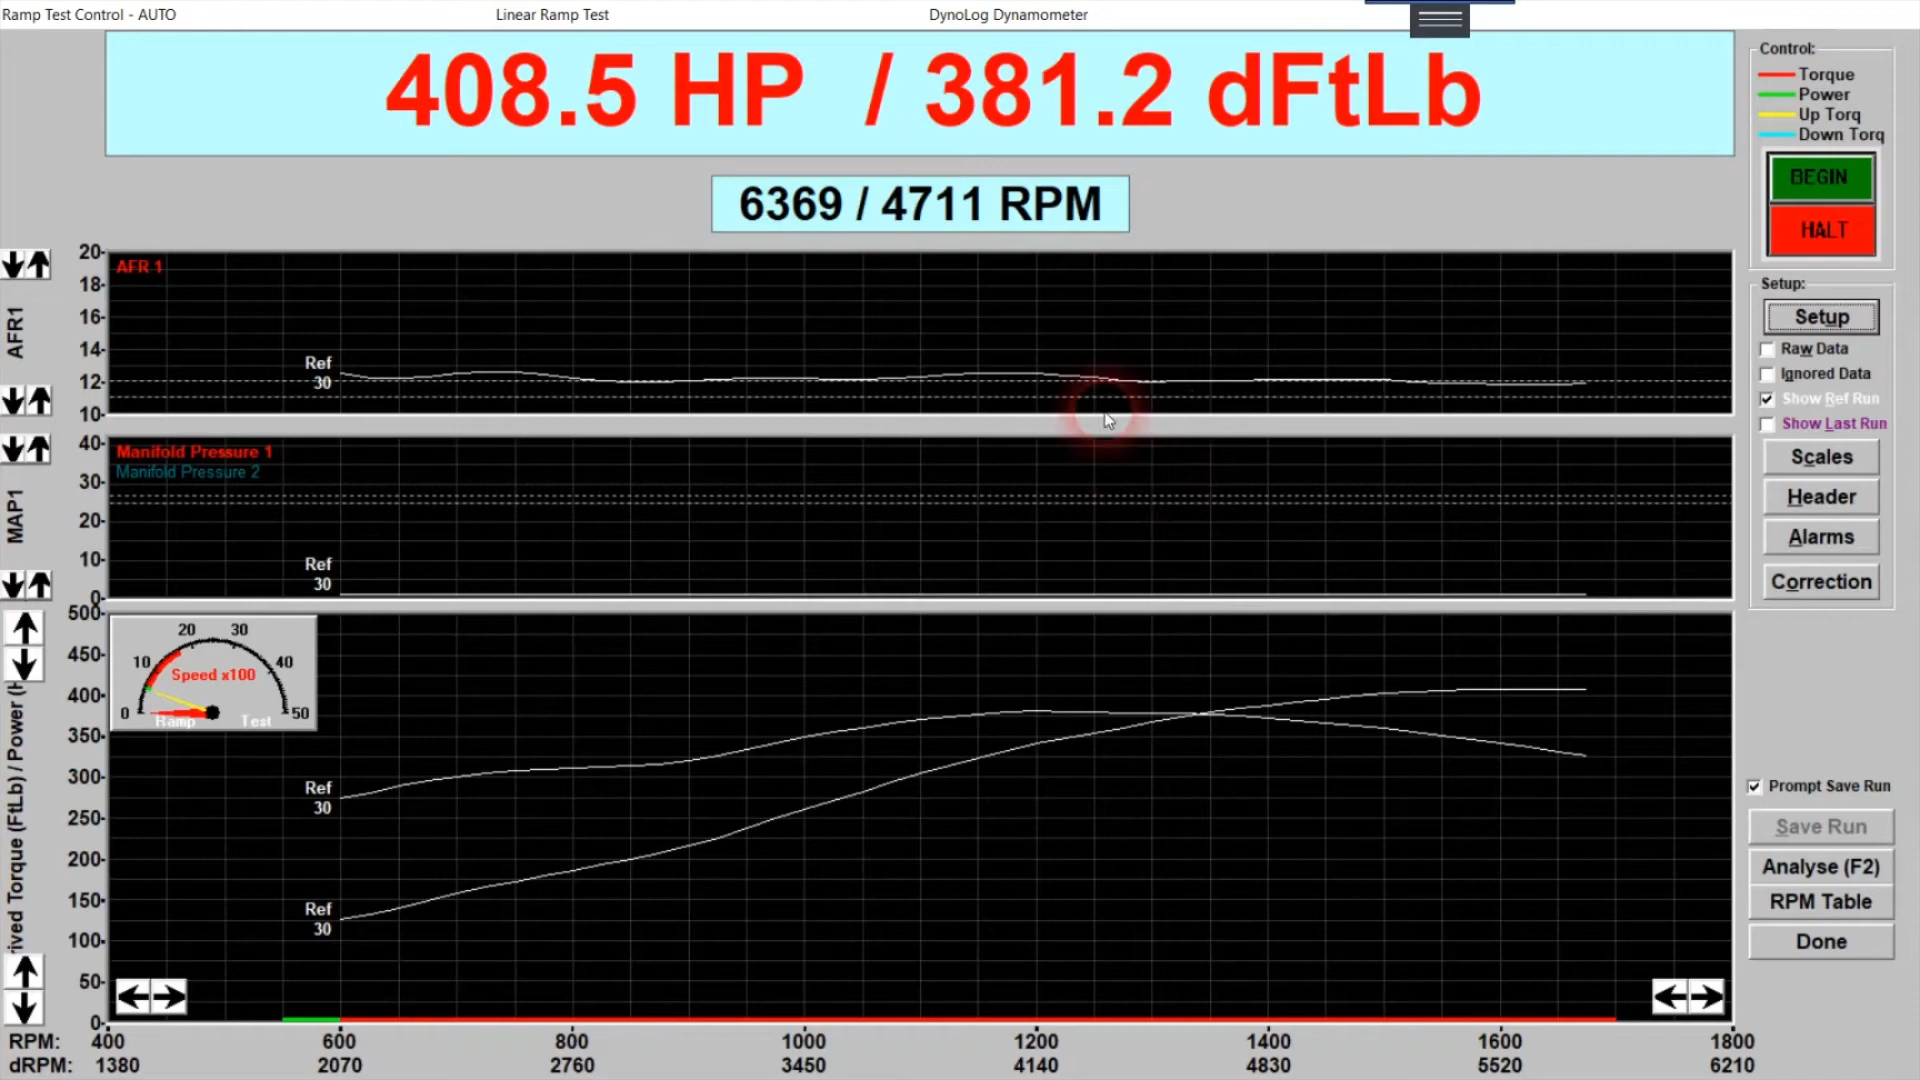 Ramp Test Control - AUTO
Linear Ramp Test
DynoLog Dynamometer
408.5 HP / 381.2 dFtLb
6369 / 4711 RPM
Control:
Torque
Power
Up Torq
Down Torq
BEGIN
HALT
Setup:
Setup
Raw Data
Ignored Data
Show Ref Run
Show Last Run
Scales
Header
Alarms
Correction
Prompt Save Run
Save Run
Analyse (F2)
RPM Table
Done
AFR1
20
18
16
14
12
10
AFR 1
Ref
30
MAP1
40
30
20
10
0
Manifold Pressure 1
Manifold Pressure 2
Ref
30
rived Torque (FtLb) / Power (H
500
450
400
350
300
250
200
150
100
50
0
0 10 20 30 40 50
Speed x100
Ramp Test
Ref
30
Ref
30
RPM: 400 600 800 1000 1200 1400 1600 1800
dRPM: 1380 2070 2760 3450 4140 4830 5520 6210